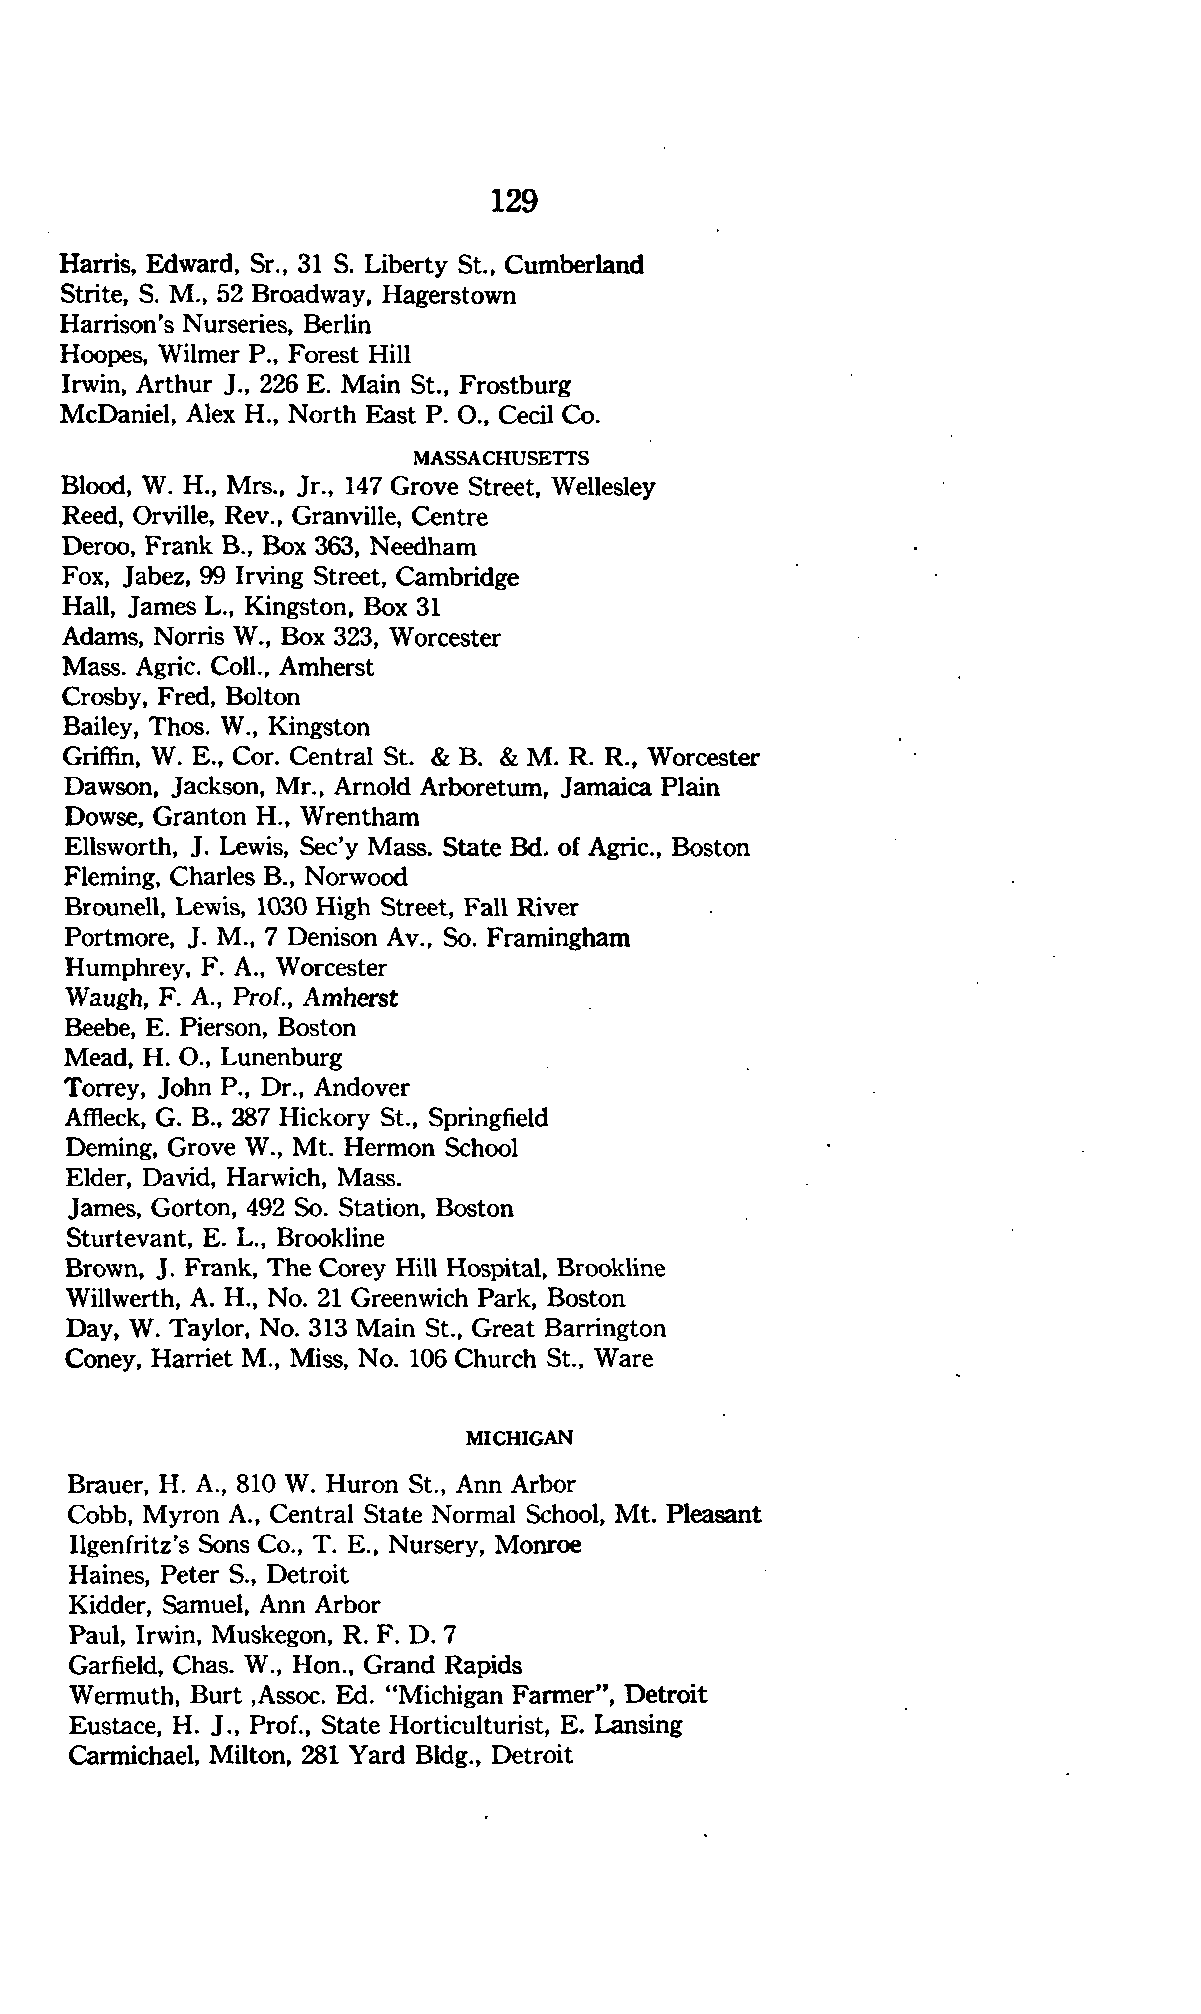 129
Harris, Edward, Sr., 31 S. Liberty St., Cumberland
Strite, S. M., 52 Broadway, Hagerstown
Harrison's Nurseries, Berlin
Hoopes, Wilmer P., Forest Hill
Irwin, Arthur J., 226 E. Main St., Frostburg
McDaniel, Alex H., North East P. O., Cecil Co.
MASSACHUSETTS
Blood, W. H., Mrs., Jr., 147 Grove Street, Wellesley
Reed, Orville, Rev., Granville, Centre
Deroo, Frank B., Box 363, Needham
Fox, Jabez, 99 Irving Street, Cambridge
Hall, James L., Kingston, Box 31
Adams, Norris W., Box 323, Worcester
Mass. Agric. Coll., Amherst
Crosby, Fred, Bolton
Bailey, Thos. W., Kingston
Griffin, W. E., Cor. Central St. & B. & M. R. R., Worcester
Dawson, Jackson, Mr., Arnold Arboretum, Jamaica Plain
Dowse, Granton H., Wrentham
Ellsworth, J. Lewis, Sec'y Mass. State Bd. of Agric., Boston
Fleming, Charles B., Norwood
Brounell, Lewis, 1030 High Street, Fall River
Portmore, J. M., 7 Denison Av., So. Framingham
Humphrey, F. A., Worcester
Waugh, F. A., Prof., Amherst
Beebe, E. Pierson, Boston
Mead, H. O., Lunenburg
Torrey, John P., Dr., Andover
Affleck, G. B., 287 Hickory St., Springfield
Deming, Grove W., Mt. Hermon School
Elder, David, Harwich, Mass.
James, Gorton, 492 So. Station, Boston
Sturtevant, E. L., Brookline
Brown, J. Frank, The Corey Hill Hospital, Brookline
Willwerth, A. H., No. 21 Greenwich Park, Boston
Day, W. Taylor, No. 313 Main St., Great Barrington
Coney, Harriet M., Miss, No. 106 Church St., Ware
MICHIGAN
Brauer, H. A., 810 W. Huron St., Ann Arbor
Cobb, Myron A., Central State Normal School, Mt. Pleasant
Ilgenfritz's Sons Co., T. E., Nursery, Monroe
Haines, Peter S., Detroit
Kidder, Samuel, Ann Arbor
Paul, Irwin, Muskegon, R. F. D. 7
Garfield, Chas. W., Hon., Grand Rapids
Wermuth, Burt ,Assoc. Ed. "Michigan Farmer", Detroit
Eustace, H. J., Prof., State Horticulturist, E. Lansing
Carmichael, Milton, 281 Yard Bldg., Detroit